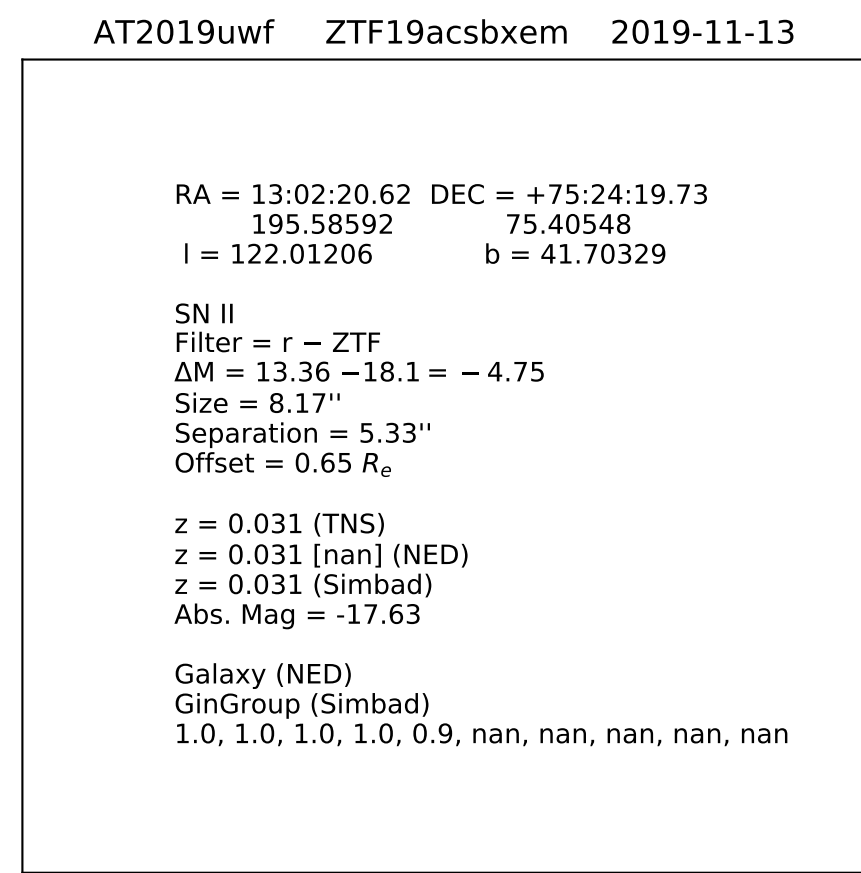 AT2019uwf ZTF19acsbxem 2019-11-13
RA = 13:02:20.62 DEC = +75:24:19.73
195.58592 75.40548
l = 122.01206 b = 41.70329
SN II
Filter = r − ZTF
ΔM = 13.36 −18.1 = − 4.75
Size = 8.17''
Separation = 5.33''
Offset = 0.65 Re
z = 0.031 (TNS)
z = 0.031 [nan] (NED)
z = 0.031 (Simbad)
Abs. Mag = -17.63
Galaxy (NED)
GinGroup (Simbad)
1.0, 1.0, 1.0, 1.0, 0.9, nan, nan, nan, nan, nan